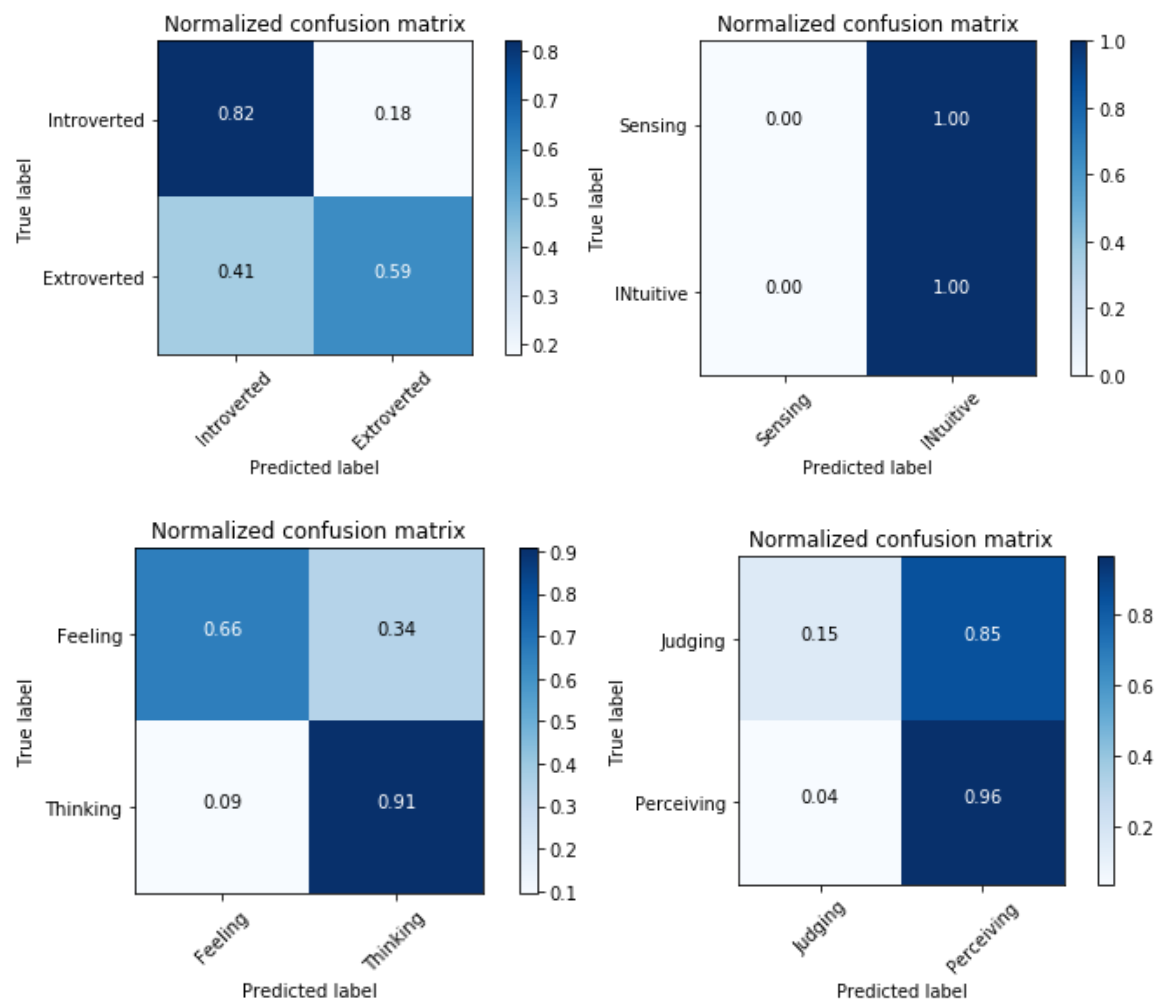 Normalized confusion matrix
0.8
0.82
0.18
Introverted
0.7
0.6
True label
0.5
0.4
0.41
0.59
Extroverted
0.3
0.2
Introverted
Extroverted
Predicted label
Normalized confusion matrix
1.0
0.00
1.00
Sensing
0.8
0.6
True label
0.4
0.00
1.00
INtuitive
0.2
0.0
Sensing
INtuitive
Predicted label
Normalized confusion matrix
0.9
0.8
0.66
0.34
Feeling
0.7
0.6
True label
0.5
0.4
0.09
0.91
Thinking
0.3
0.2
0.1
Feeling
Thinking
Predicted label
Normalized confusion matrix
0.8
0.15
0.85
Judging
0.6
True label
0.4
0.04
0.96
Perceiving
0.2
Judging
Perceiving
Predicted label